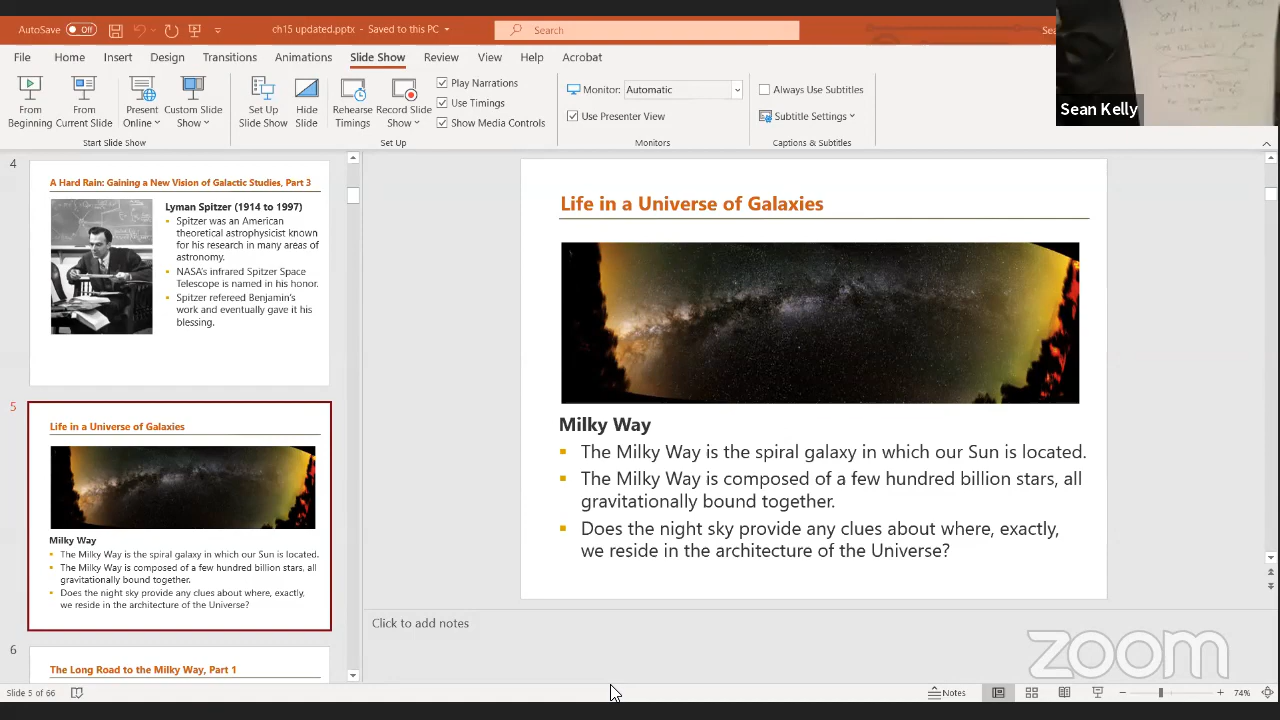 AutoSave Off
ch15 updated.pptx - Saved to this PC
Search
Sean Kelly
File Home Insert Design Transitions Animations Slide Show Review View Help Acrobat
From Beginning
From Current Slide
Present Online
Custom Slide Show
Start Slide Show
Set Up Slide Show
Hide Slide
Rehearse Timings
Record Slide Show
Play Narrations
Use Timings
Show Media Controls
Set Up
Monitor: Automatic
Use Presenter View
Monitors
Always Use Subtitles
Subtitle Settings
Captions & Subtitles
4
A Hard Rain: Gaining a New Vision of Galactic Studies, Part 3
Lyman Spitzer (1914 to 1997)
Spitzer was an American
theoretical astrophysicist known
for his research in many areas of
astronomy.
NASA's infrared Spitzer Space
Telescope is named in his honor.
Spitzer refereed Benjamin's
work and eventually gave it his
blessing.
5
Life in a Universe of Galaxies
Milky Way
The Milky Way is the spiral galaxy in which our Sun is located.
The Milky Way is composed of a few hundred billion stars, all
gravitationally bound together.
Does the night sky provide any clues about where, exactly,
we reside in the architecture of the Universe?
6
The Long Road to the Milky Way, Part 1
Life in a Universe of Galaxies
Milky Way
The Milky Way is the spiral galaxy in which our Sun is located.
The Milky Way is composed of a few hundred billion stars, all
gravitationally bound together.
Does the night sky provide any clues about where, exactly,
we reside in the architecture of the Universe?
Click to add notes
zoom
Slide 5 of 66
Notes
74%